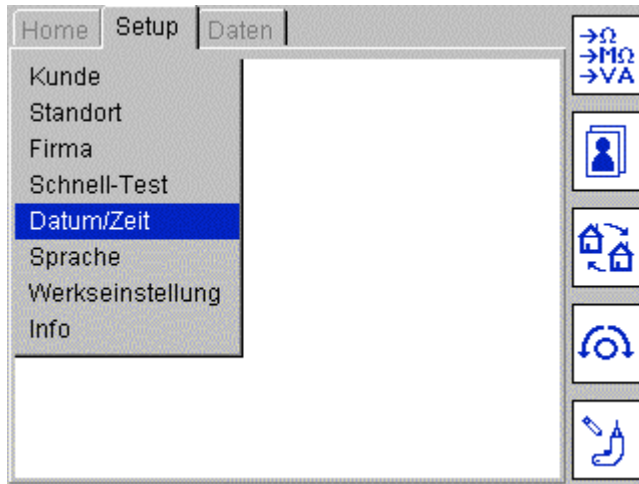 Home Setup Daten
Kunde
Standort
Firma
Schnell-Test
Datum/Zeit
Sprache
Werkseinstellung
Info
→Ω
→MΩ
→VA